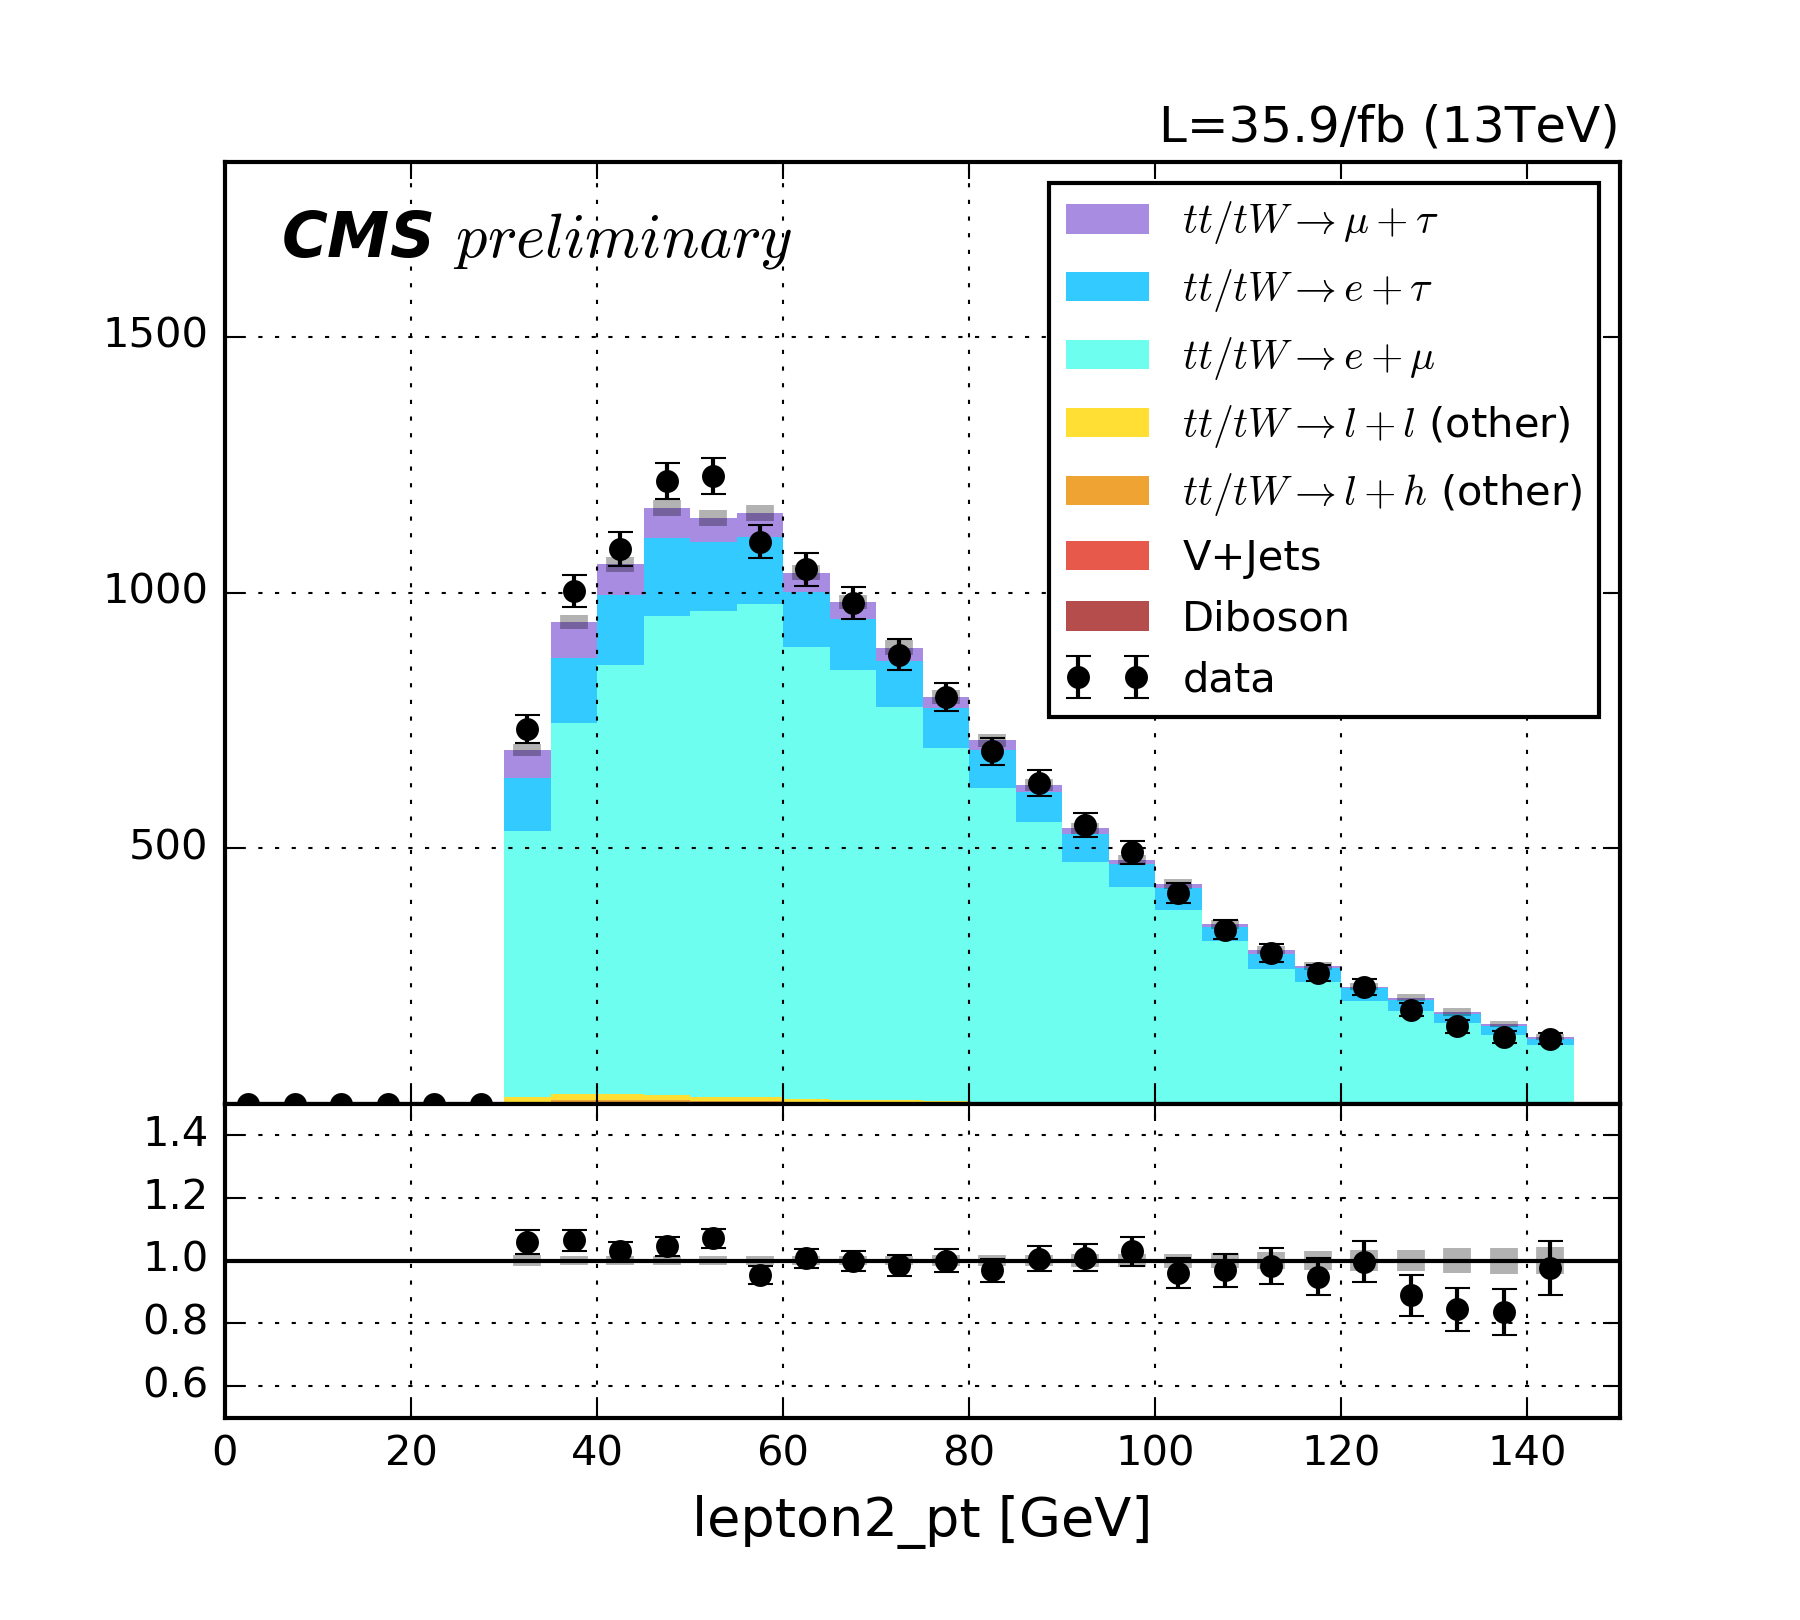 L=35.9/fb (13TeV)
CMS preliminary
tt/tW→μ+τ
tt/tW→e+τ
tt/tW→e+μ
tt/tW→l+l (other)
tt/tW→l+h (other)
V+Jets
Diboson
data
1500
1000
500
1.4
1.2
1.0
0.8
0.6
0 20 40 60 80 100 120 140
lepton2_pt [GeV]